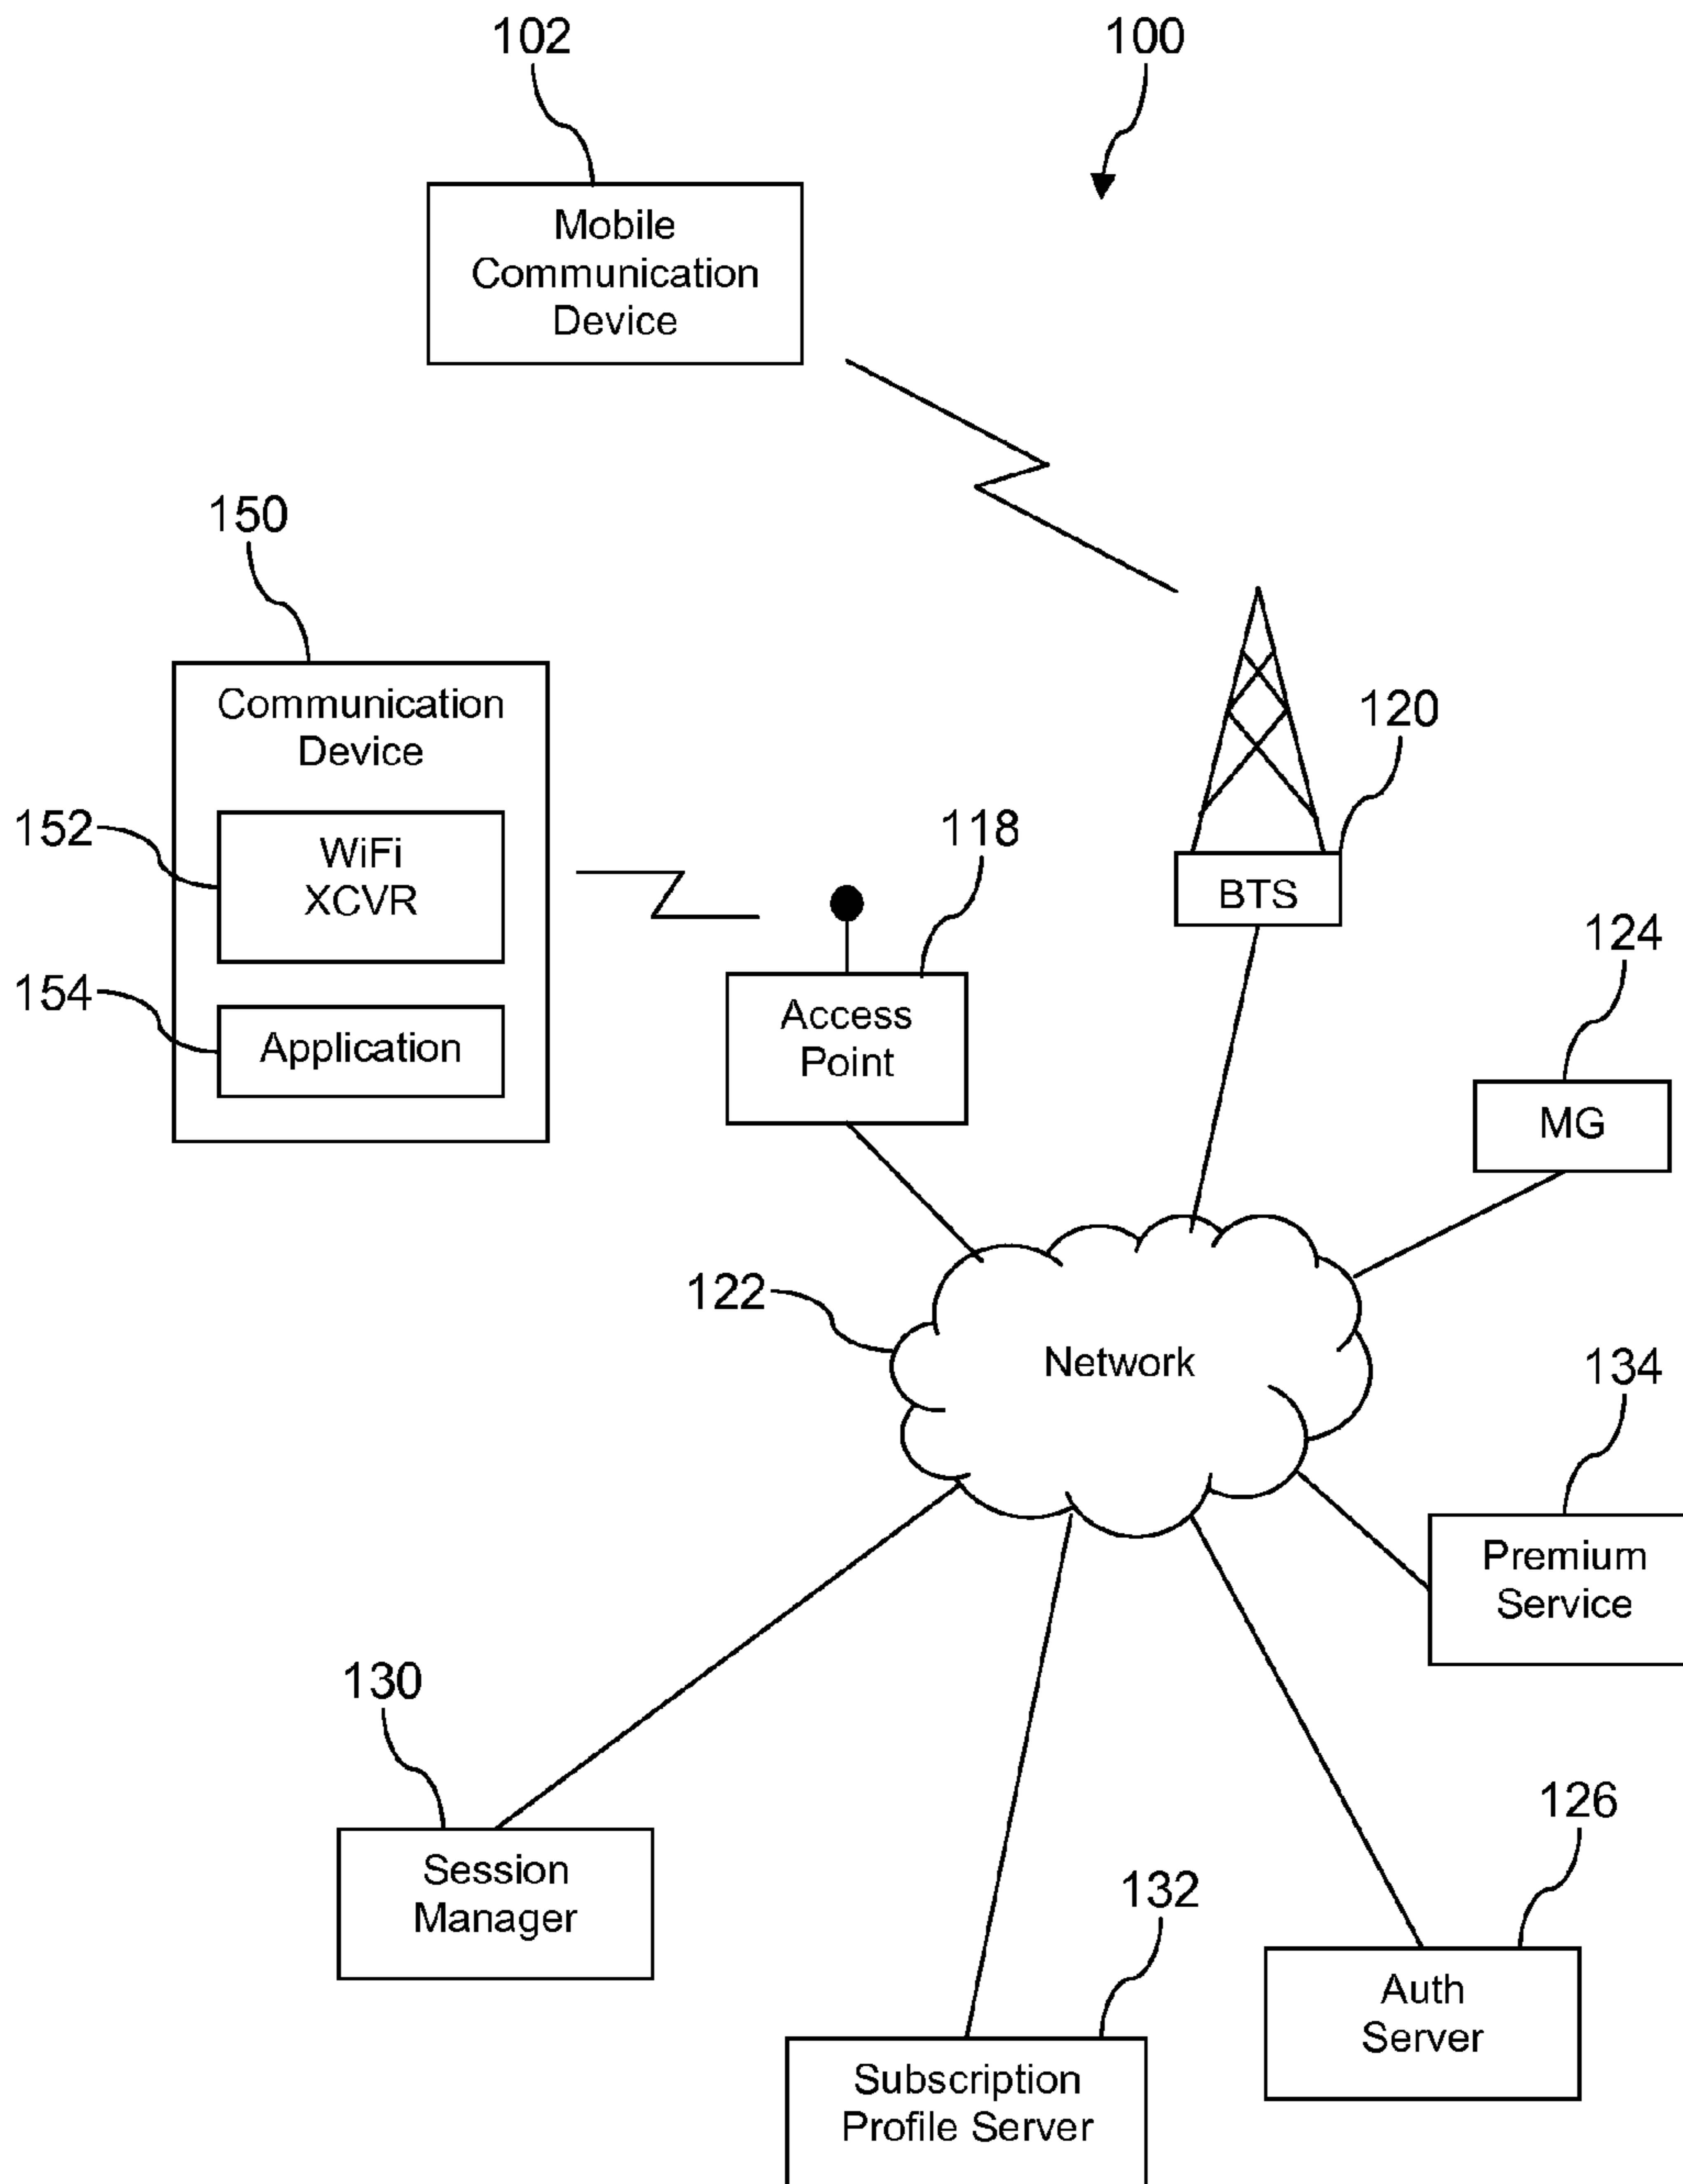 102
100
Mobile
Communication
Device
150
Communication
Device
120
152
WiFi
XCVR
118
BTS
154
Application
Access
Point
124
MG
122
Network
134
Premium
Service
130
Session
Manager
126
132
Auth
Server
Subscription
Profile Server